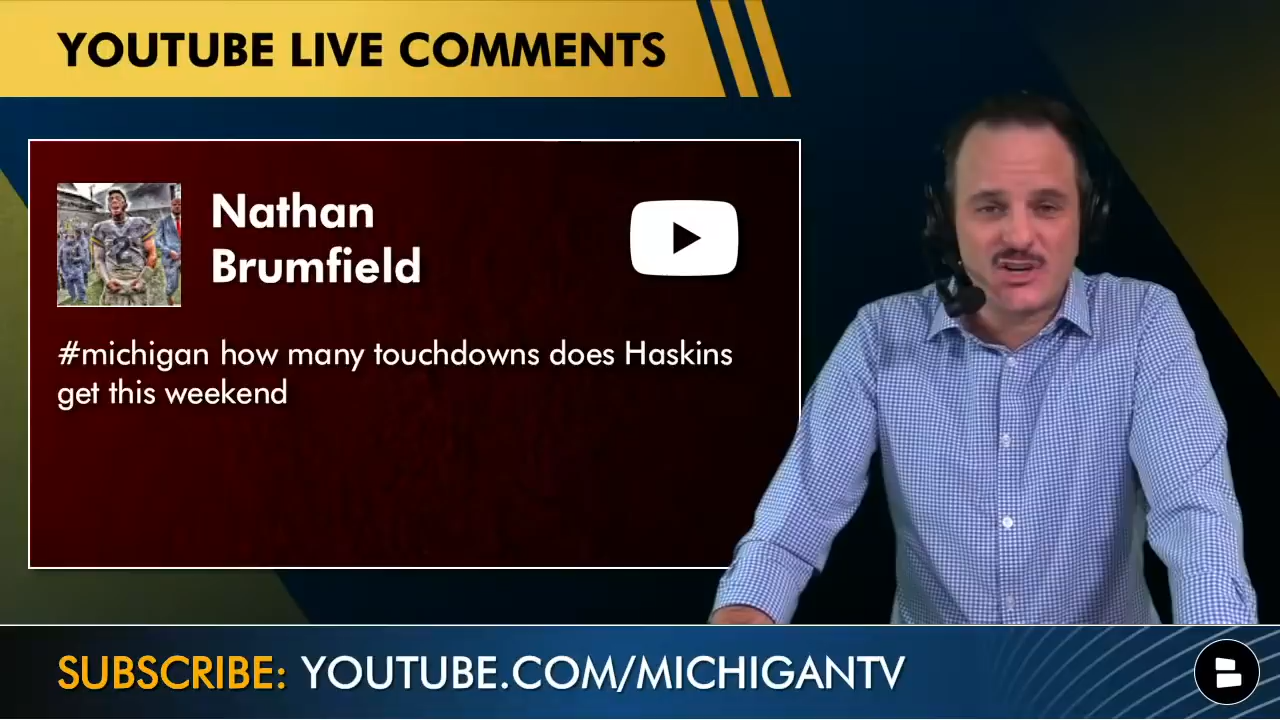 YOUTUBE LIVE COMMENTS
Nathan
Brumfield
#michigan how many touchdowns does Haskins
get this weekend
SUBSCRIBE: YOUTUBE.COM/MICHIGANTV